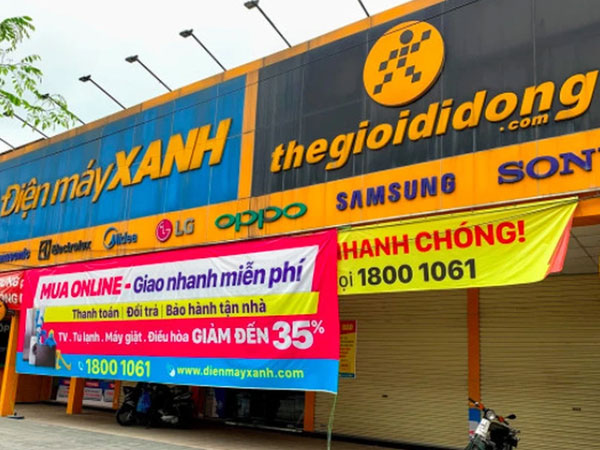 Điện máy XANH
thegioididong
.com
Panasonic Electrolux Midea LG oppo SAMSUNG SONY
MUA ONLINE - Giao nhanh miễn phí
Thanh toán | Đổi trả | Bảo hành tận nhà
TV . Tủ lạnh . Máy giặt . Điều hòa GIẢM ĐẾN 35%
1800 1061 www.dienmayxanh.com
NHANH CHÓNG!
ọi 1800 1061